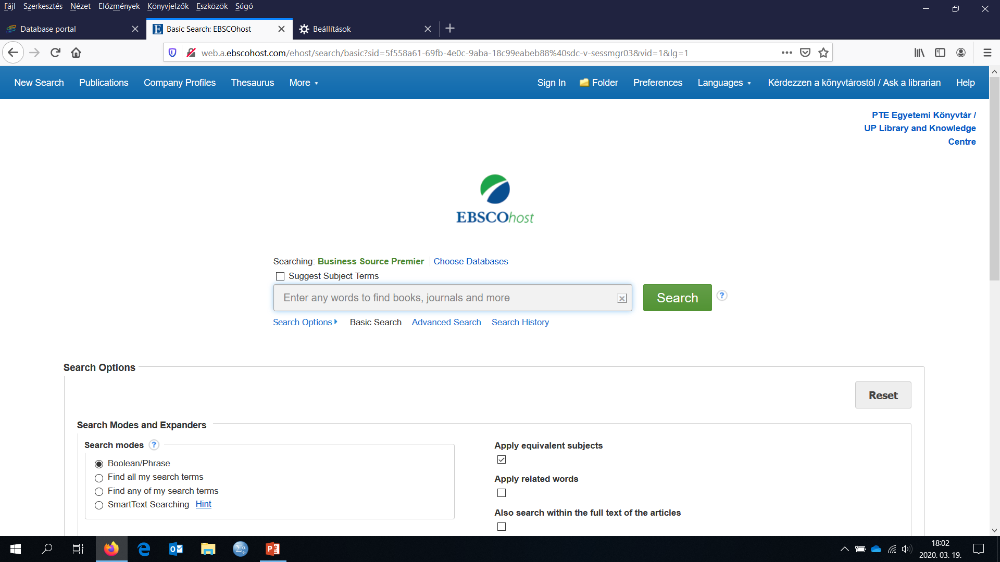 Fájl Szerkesztés Nézet Előzmények Könyvjelzők Eszközök Súgó
Database portal
Basic Search: EBSCOhost
Beállítások
web.a.ebscohost.com/ehost/search/basic?sid=5f558a61-69fb-4e0c-9aba-18c99eabeb88%40sdc-v-sessmgr03&vid=1&lg=1
New Search Publications Company Profiles Thesaurus More Sign In Folder Preferences Languages Kérdezzen a könyvtárostól / Ask a librarian Help
PTE Egyetemi Könyvtár /
UP Library and Knowledge
Centre
EBSCOhost
Searching: Business Source Premier Choose Databases
Suggest Subject Terms
Enter any words to find books, journals and more
Search
Search Options Basic Search Advanced Search Search History
Search Options
Reset
Search Modes and Expanders
Search modes
Boolean/Phrase
Find all my search terms
Find any of my search terms
SmartText Searching Hint
Apply equivalent subjects
Apply related words
Also search within the full text of the articles
18:02
2020. 03. 19.